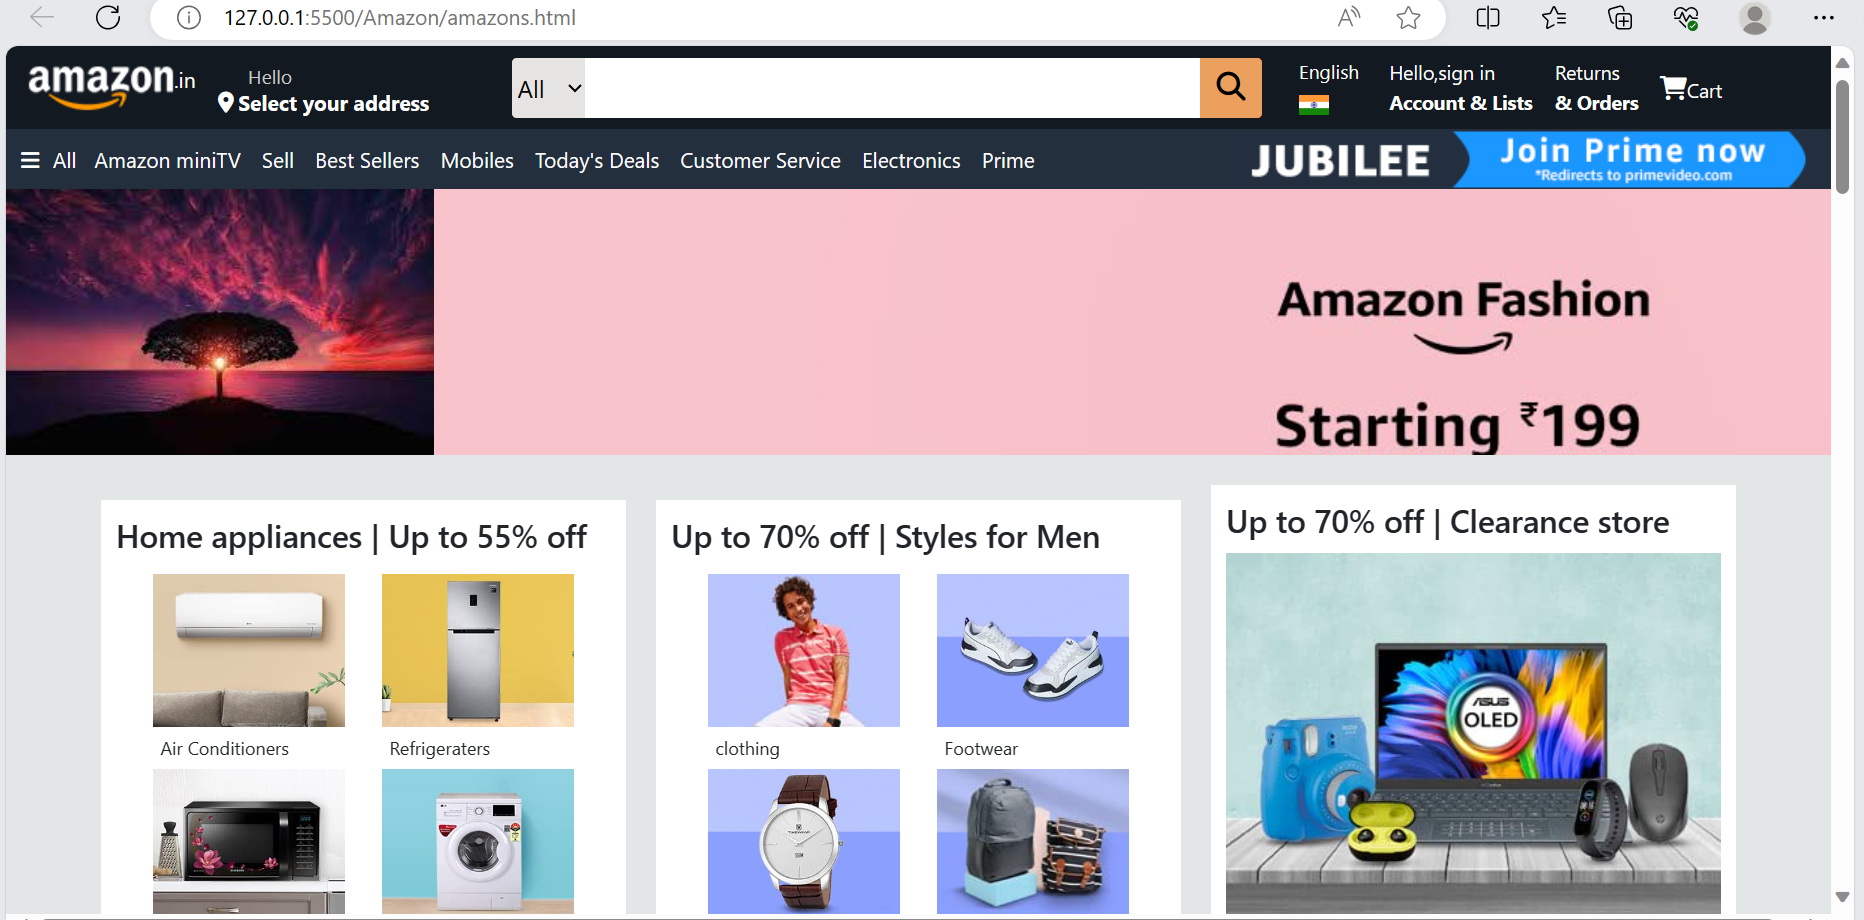 127.0.0.1:5500/Amazon/amazons.html
amazon.in
Hello
Select your address
All
English
Hello,sign in
Account & Lists
Returns
& Orders
Cart
All Amazon miniTV Sell Best Sellers Mobiles Today's Deals Customer Service Electronics Prime
JUBILEE
Join Prime now
*Redirects to primevideo.com
Amazon Fashion
Starting ₹199
Home appliances | Up to 55% off
Up to 70% off | Styles for Men
Up to 70% off | Clearance store
Air Conditioners
Refrigeraters
clothing
Footwear
ASUS
OLED